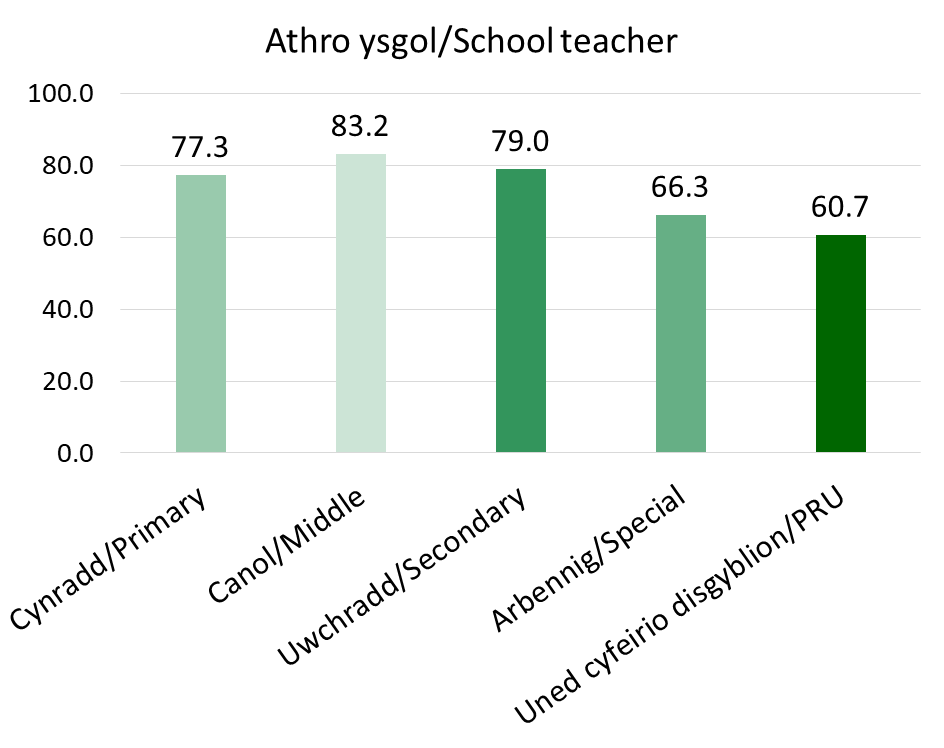 Athro ysgol/School teacher
100.0
80.0
60.0
40.0
20.0
0.0
77.3
83.2
79.0
66.3
60.7
Cynradd/Primary
Canol/Middle
Uwchradd/Secondary
Arbennig/Special
Uned cyfeirio disgyblion/PRU